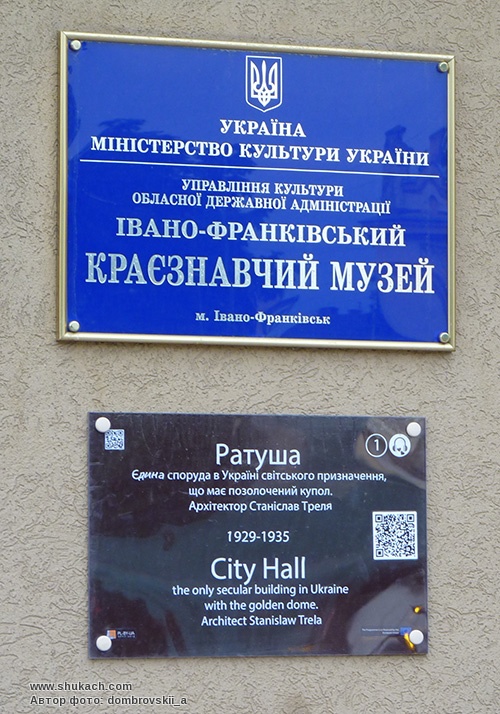 УКРАЇНА
МІНІСТЕРСТВО КУЛЬТУРИ УКРАЇНИ
УПРАВЛІННЯ КУЛЬТУРИ
ОБЛАСНОЇ ДЕРЖАВНОЇ АДМІНІСТРАЦІЇ
ІВАНО-ФРАНКІВСЬКИЙ
КРАЄЗНАВЧИЙ МУЗЕЙ
м. Івано-Франківськ
1
Ратуша
Єдина споруда в Україні світського призначення,
що має позолочений купол.
Архітектор Станіслав Треля
1929-1935
City Hall
the only secular building in Ukraine
with the golden dome.
Architect Stanislaw Trela
www.shukach.com
Автор фото: dombrovskii_a